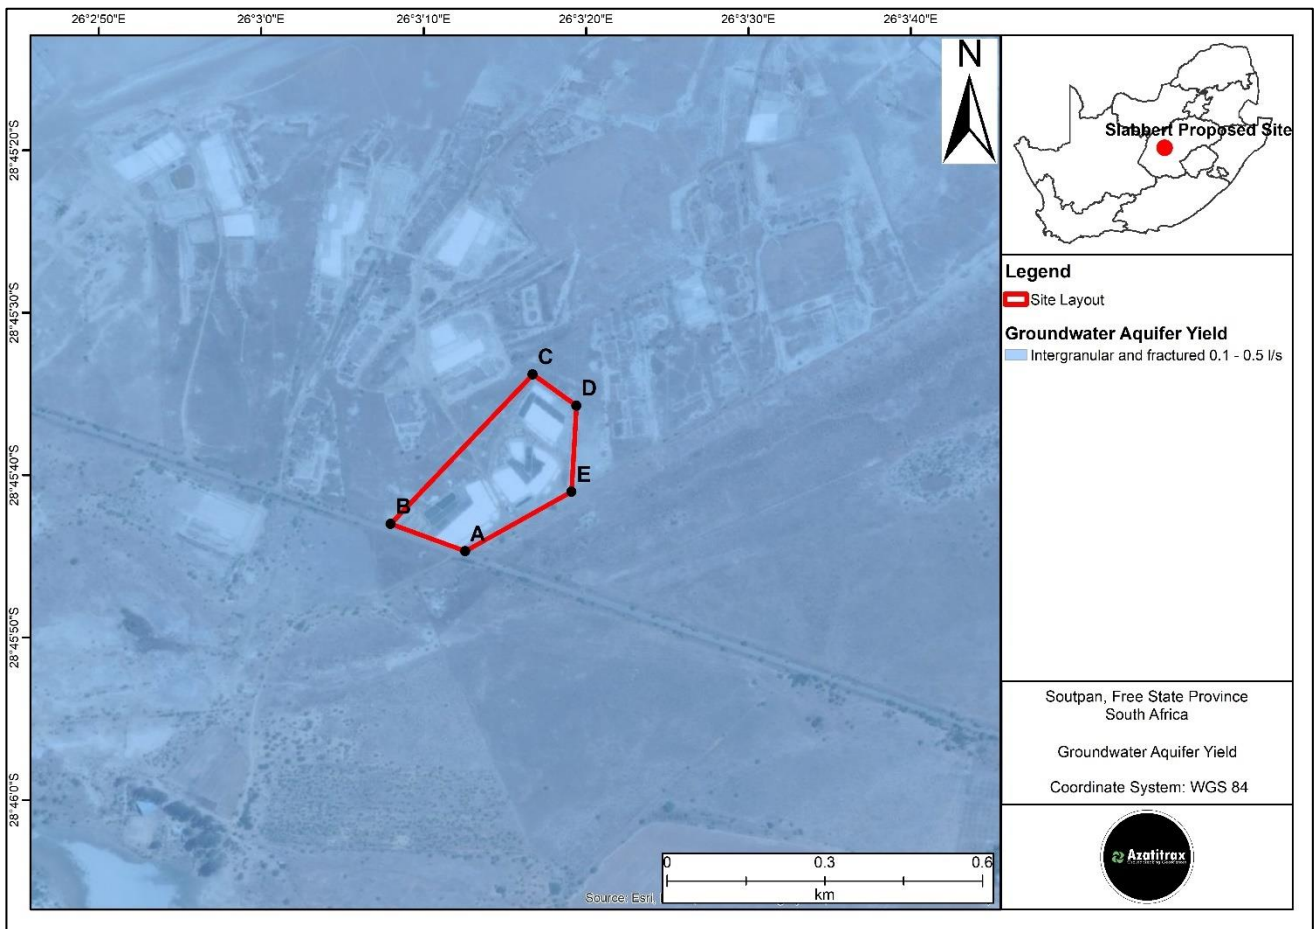 26°2'50"E 26°3'0"E 26°3'10"E 26°3'20"E 26°3'30"E 26°3'40"E
28°45'20"S
28°45'30"S
28°45'40"S
28°45'50"S
28°46'0"S
N
C
D
E
B
A
0 0.3 0.6
km
Source: Esri,
Slabbert Proposed Site
Legend
Site Layout
Groundwater Aquifer Yield
Intergranular and fractured 0.1 - 0.5 l/s
Soutpan, Free State Province
South Africa
Groundwater Aquifer Yield
Coordinate System: WGS 84
Azatitrax